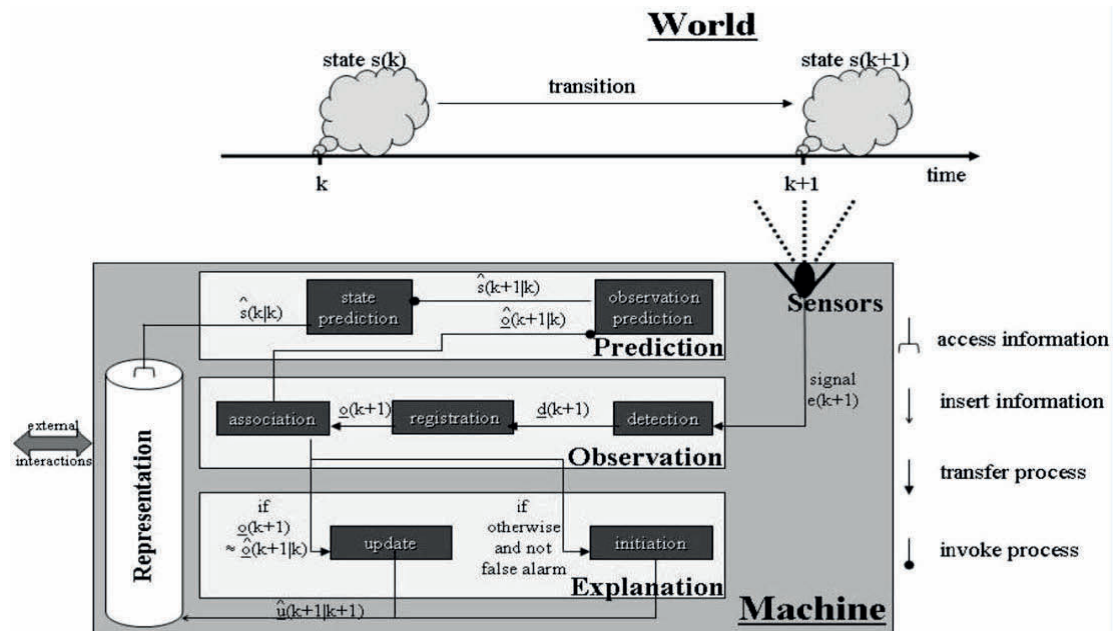 World
state s(k)
state s(k+1)
transition
k
k+1
time
Sensors
ŝ(k|k)
state
prediction
ŝ(k+1|k)
ô(k+1|k)
observation
prediction
Prediction
signal
e(k+1)
association
o(k+1)
registration
d(k+1)
detection
Observation
external
interactions
Representation
if
o(k+1)
≈ ô(k+1|k)
update
if
otherwise
and not
false alarm
initiation
Explanation
û(k+1|k+1)
Machine
access information
insert information
transfer process
invoke process